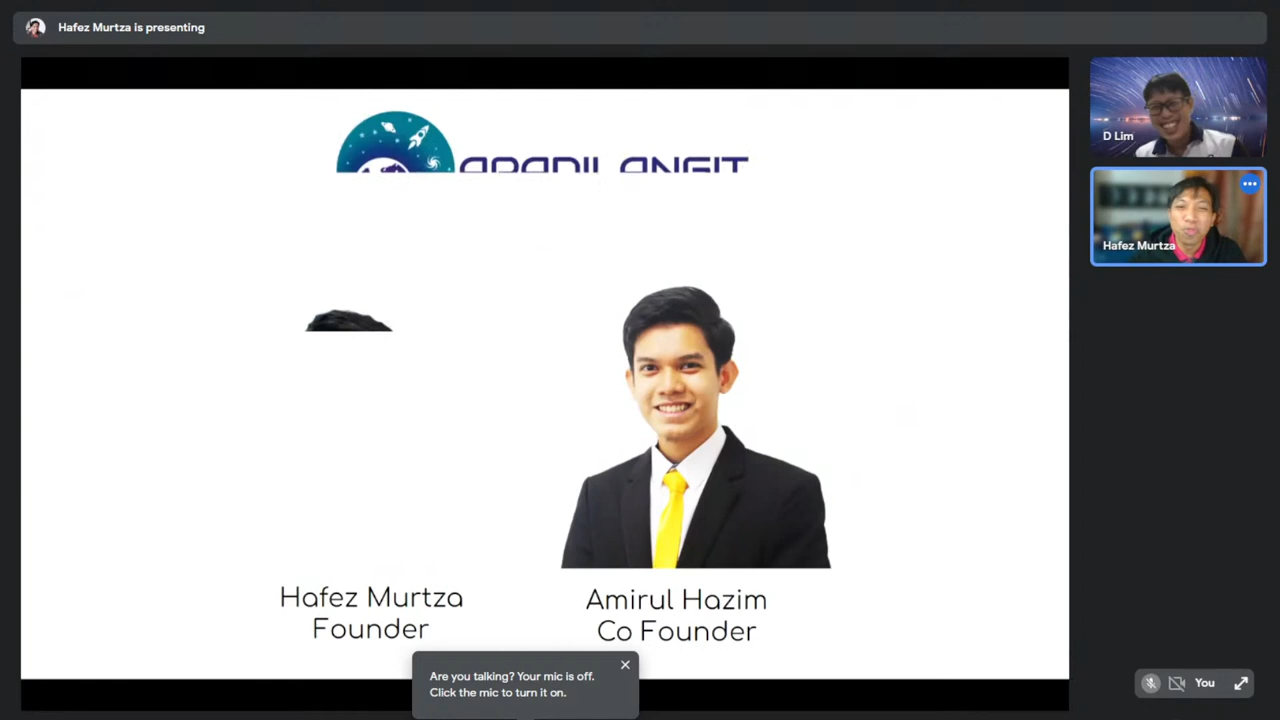 Hafez Murtza is presenting
D Lim
Hafez Murtza
Hafez Murtza
Founder
Amirul Hazim
Co Founder
Are you talking? Your mic is off.
Click the mic to turn it on.
You